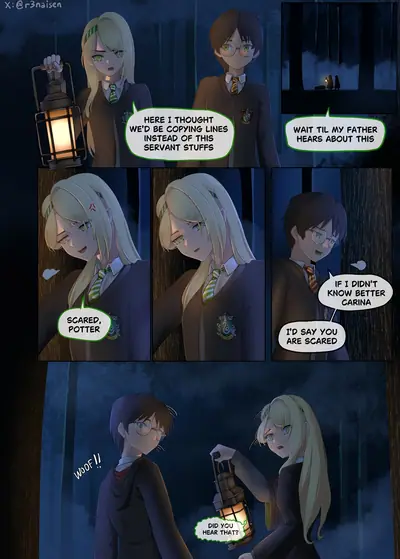 X:@r3naisen
HERE I THOUGHT
WE'D BE COPYING LINES
INSTEAD OF THIS
SERVANT STUFFS
WAIT TIL MY FATHER
HEARS ABOUT THIS
SCARED,
POTTER
IF I DIDN'T
KNOW BETTER
CARINA
I'D SAY YOU
ARE SCARED
WOOF!!
DID YOU
HEAR THAT?